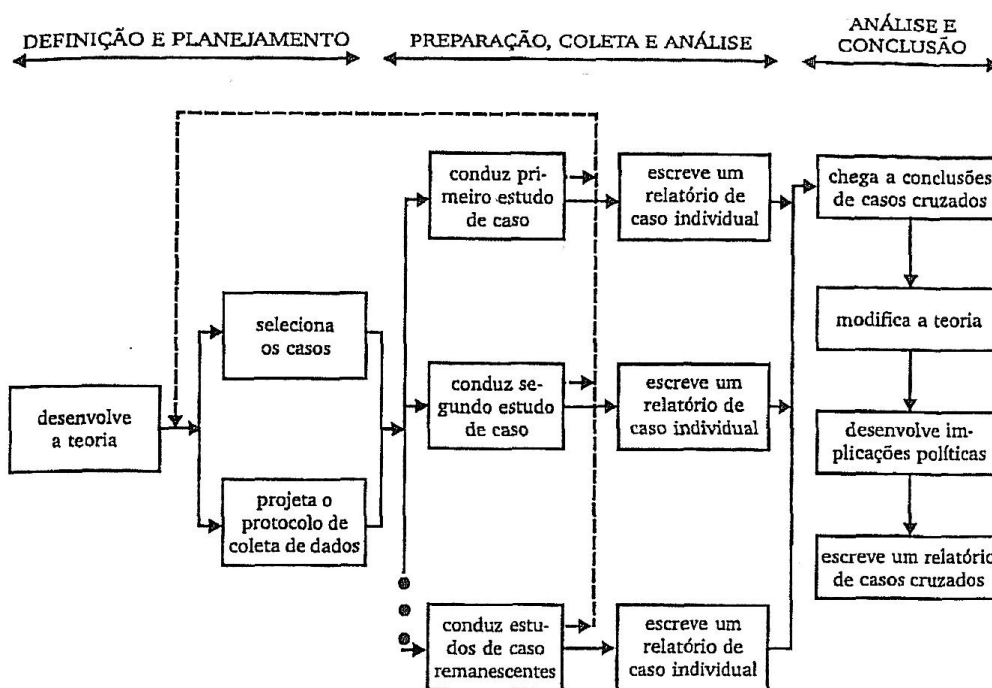 DEFINIÇÃO E PLANEJAMENTO
PREPARAÇÃO, COLETA E ANÁLISE
ANÁLISE E
CONCLUSÃO
desenvolve
a teoria
seleciona
os casos
projeta o
protocolo de
coleta de dados
conduz pri-
meiro estudo
de caso
conduz se-
gundo estudo
de caso
conduz estu-
dos de caso
remanescentes
escreve um
relatório de
caso individual
escreve um
relatório de
caso individual
escreve um
relatório de
caso individual
chega a conclusões
de casos cruzados
modifica a teoria
desenvolve im-
plicações políticas
escreve um relatório
de casos cruzados